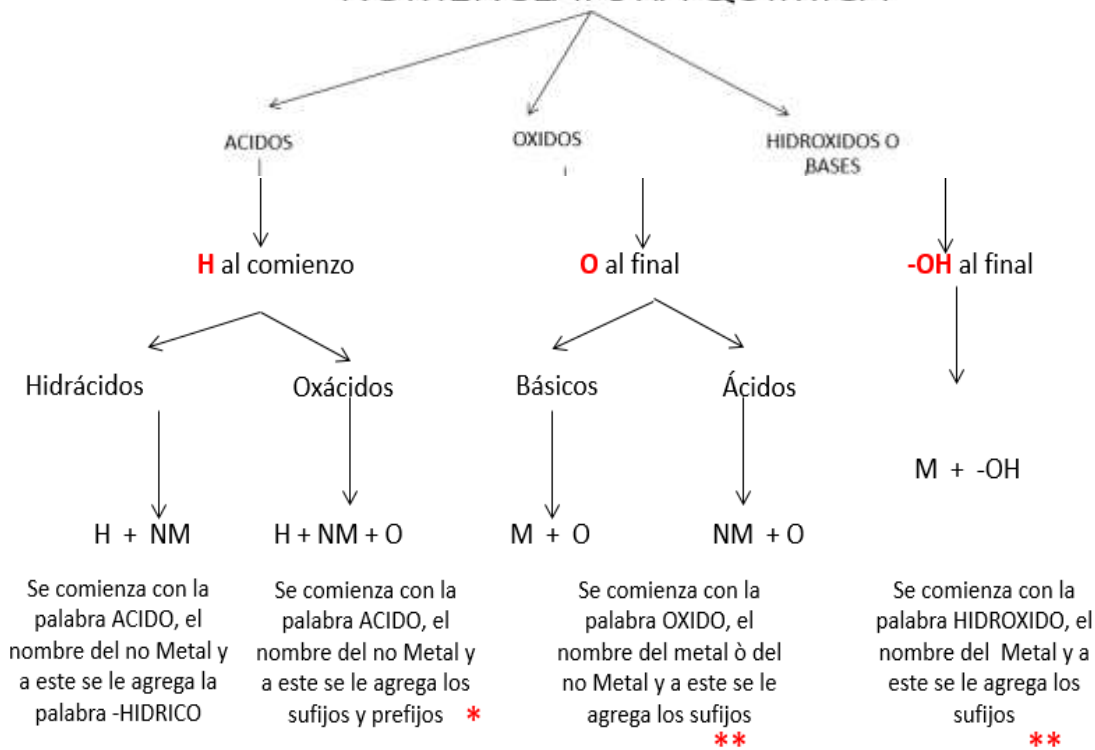 ACIDOS
OXIDOS
HIDROXIDOS O
BASES
H al comienzo
O al final
-OH al final
Hidrácidos
Oxácidos
Básicos
Ácidos
M + -OH
H + NM
H + NM + O
M + O
NM + O
Se comienza con la
palabra ACIDO, el
nombre del no Metal y
a este se le agrega la
palabra -HIDRICO
Se comienza con la
palabra ACIDO, el
nombre del no Metal y
a este se le agrega los
sufijos y prefijos *
Se comienza con la
palabra OXIDO, el
nombre del metal ò del
no Metal y a este se le
agrega los sufijos
**
Se comienza con la
palabra HIDROXIDO, el
nombre del Metal y a
este se le agrega los
sufijos
**